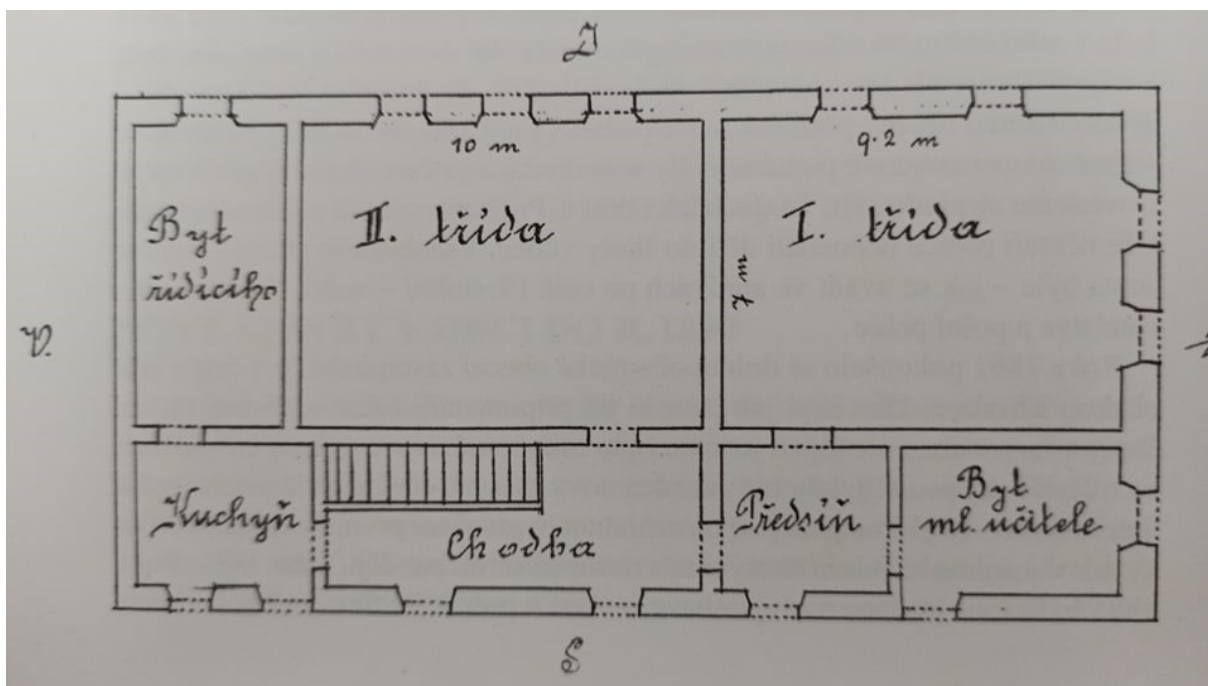 J
10 m
9.2 m
Byt
řídícího
II. třída
I. třída
7 m
V.
Kuchyň
Chodba
Předsíň
Byt
ml. učitele
S